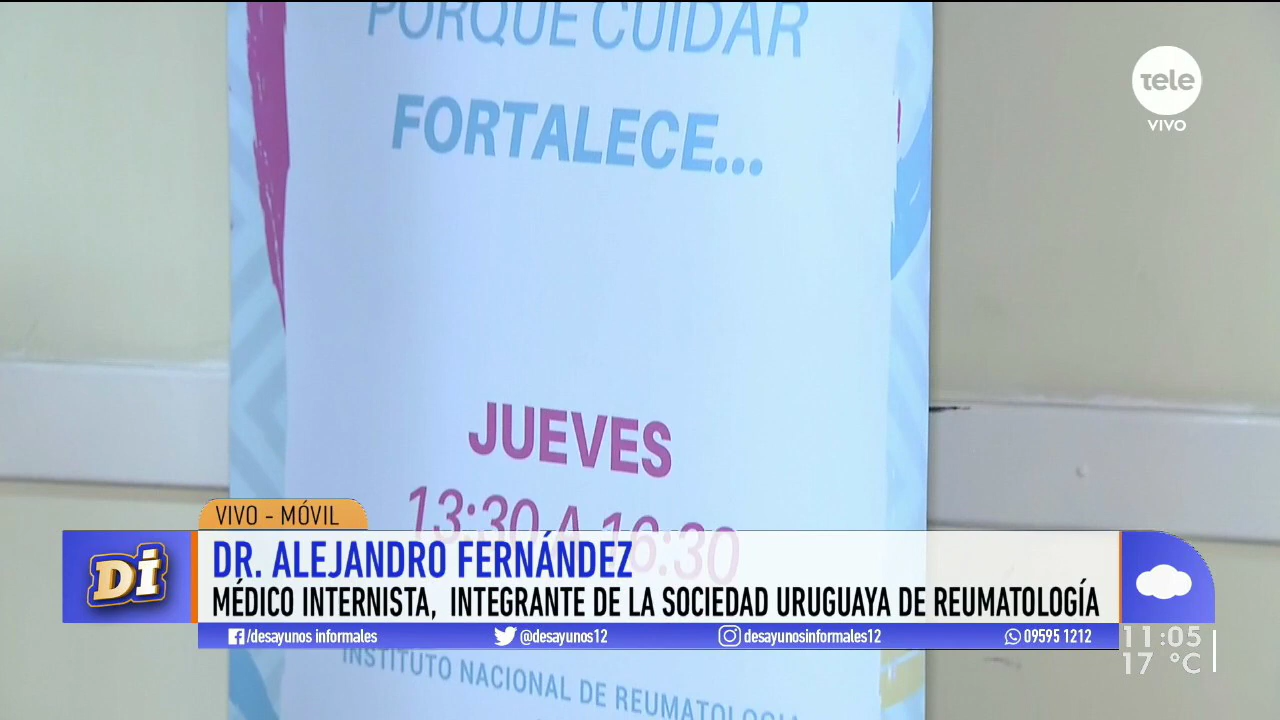 PORQUE CUIDAR
FORTALECE...
JUEVES
13:30 A 16:30
INSTITUTO NACIONAL DE REUMATOLOGIA
tele
VIVO
VIVO - MÓVIL
DI
DR. ALEJANDRO FERNÁNDEZ
MÉDICO INTERNISTA, INTEGRANTE DE LA SOCIEDAD URUGUAYA DE REUMATOLOGÍA
/desayunos informales
@desayunos12
desayunosinformales12
09595 1212
11:05
17 °C